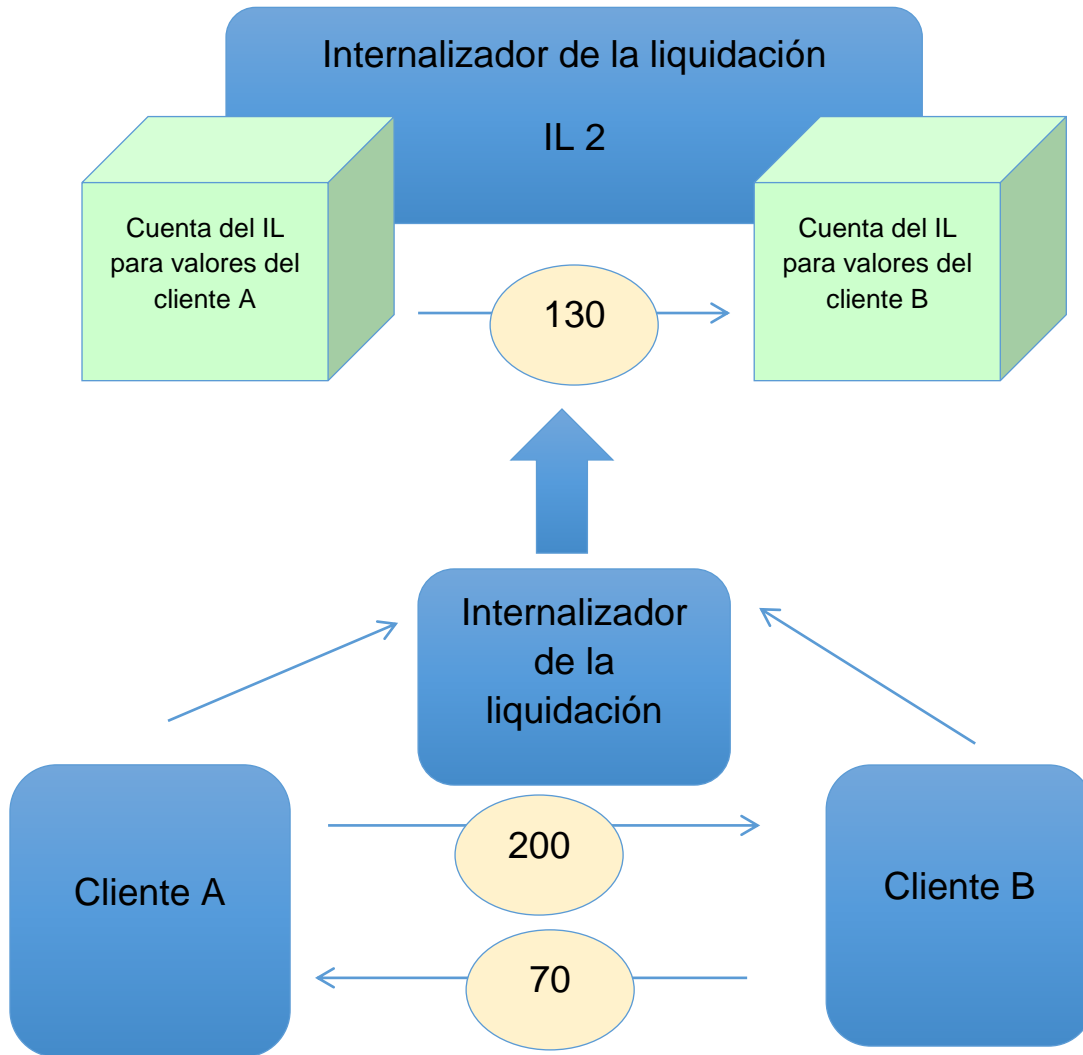 Internalizador de la liquidación
IL 2
Cuenta del IL
para valores del
cliente A
130
Cuenta del IL
para valores del
cliente B
Internalizador
de la
liquidación
Cliente A
200
70
Cliente B